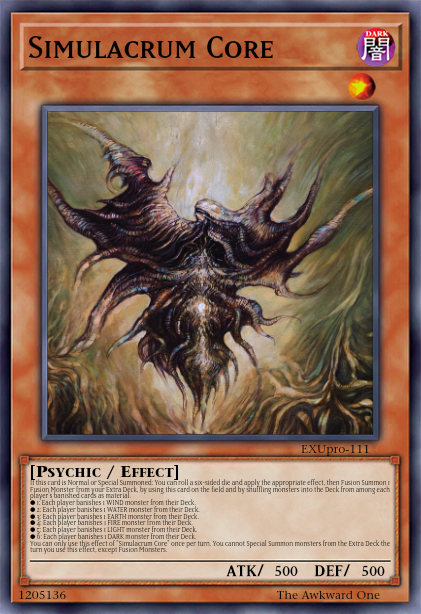 Simulacrum Core
DARK
闇
EXUpro-111
[Psychic / Effect]
If this card is Normal or Special Summoned: You can roll a six-sided die and apply the appropriate effect, then Fusion Summon 1
Fusion Monster from your Extra Deck, by using this card on the field and by shuffling monsters into the Deck from among each
player's banished cards as material.
●1: Each player banishes 1 WIND monster from their Deck.
●2: Each player banishes 1 WATER monster from their Deck.
●3: Each player banishes 1 EARTH monster from their Deck.
●4: Each player banishes 1 FIRE monster from their Deck.
●5: Each player banishes 1 LIGHT monster from their Deck.
●6: Each player banishes 1 DARK monster from their Deck.
You can only use this effect of "Simulacrum Core" once per turn. You cannot Special Summon monsters from the Extra Deck the
turn you use this effect, except Fusion Monsters.
ATK/ 500 DEF/ 500
1205136 The Awkward One